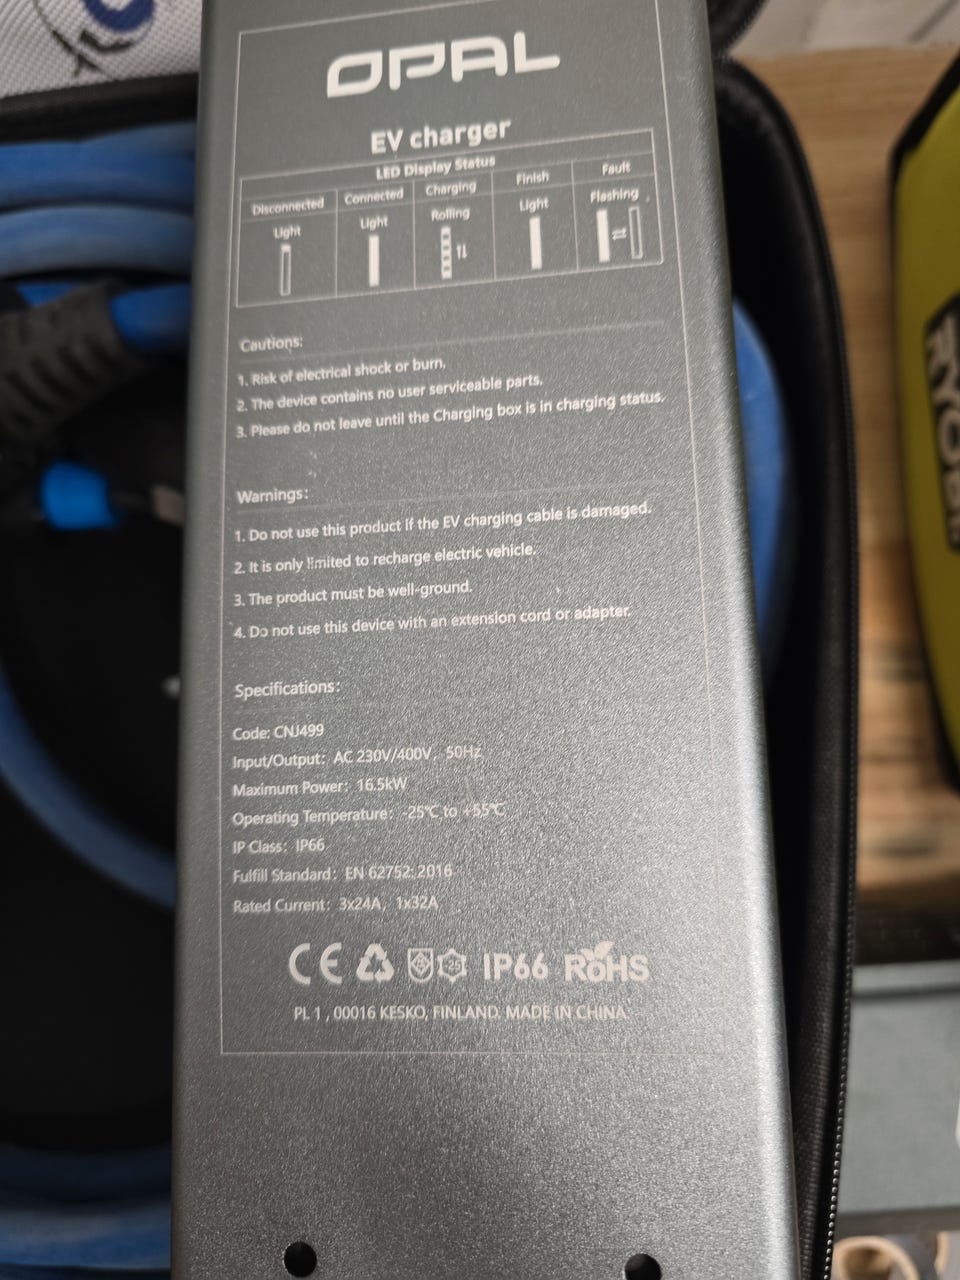 OPAL
EV charger
LED Display Status
Disconnected Connected Charging Finish Fault
Light Light Rolling Light Flashing
Cautions:
1. Risk of electrical shock or burn.
2. The device contains no user serviceable parts.
3. Please do not leave until the Charging box is in charging status.
Warnings:
1. Do not use this product if the EV charging cable is damaged.
2. It is only limited to recharge electric vehicle.
3. The product must be well-ground.
4. Do not use this device with an extension cord or adapter.
Specifications:
Code: CNJ499
Input/Output: AC 230V/400V, 50Hz
Maximum Power: 16.5kW
Operating Temperature: -25℃ to +55℃
IP Class: IP66
Fulfill Standard: EN 62752: 2016
Rated Current: 3x24A, 1x32A
CE IP66 RoHS
PL 1 , 00016 KESKO, FINLAND. MADE IN CHINA
RYOBI